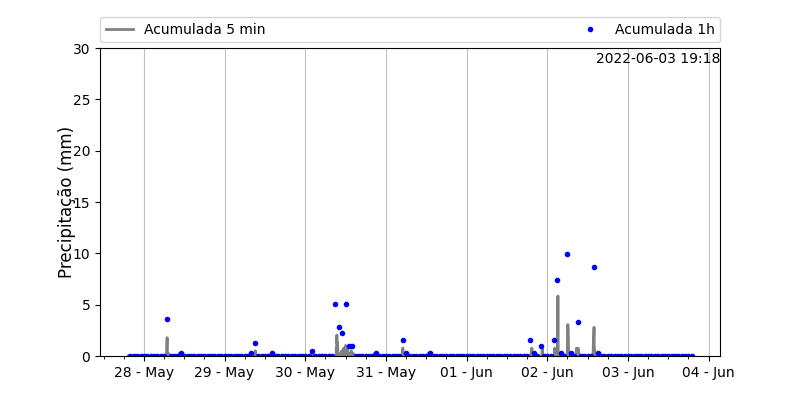 Acumulada 5 min
Acumulada 1h
2022-06-03 19:18
Precipitação (mm)
30
25
20
15
10
5
0
28 - May 29 - May 30 - May 31 - May 01 - Jun 02 - Jun 03 - Jun 04 - Jun